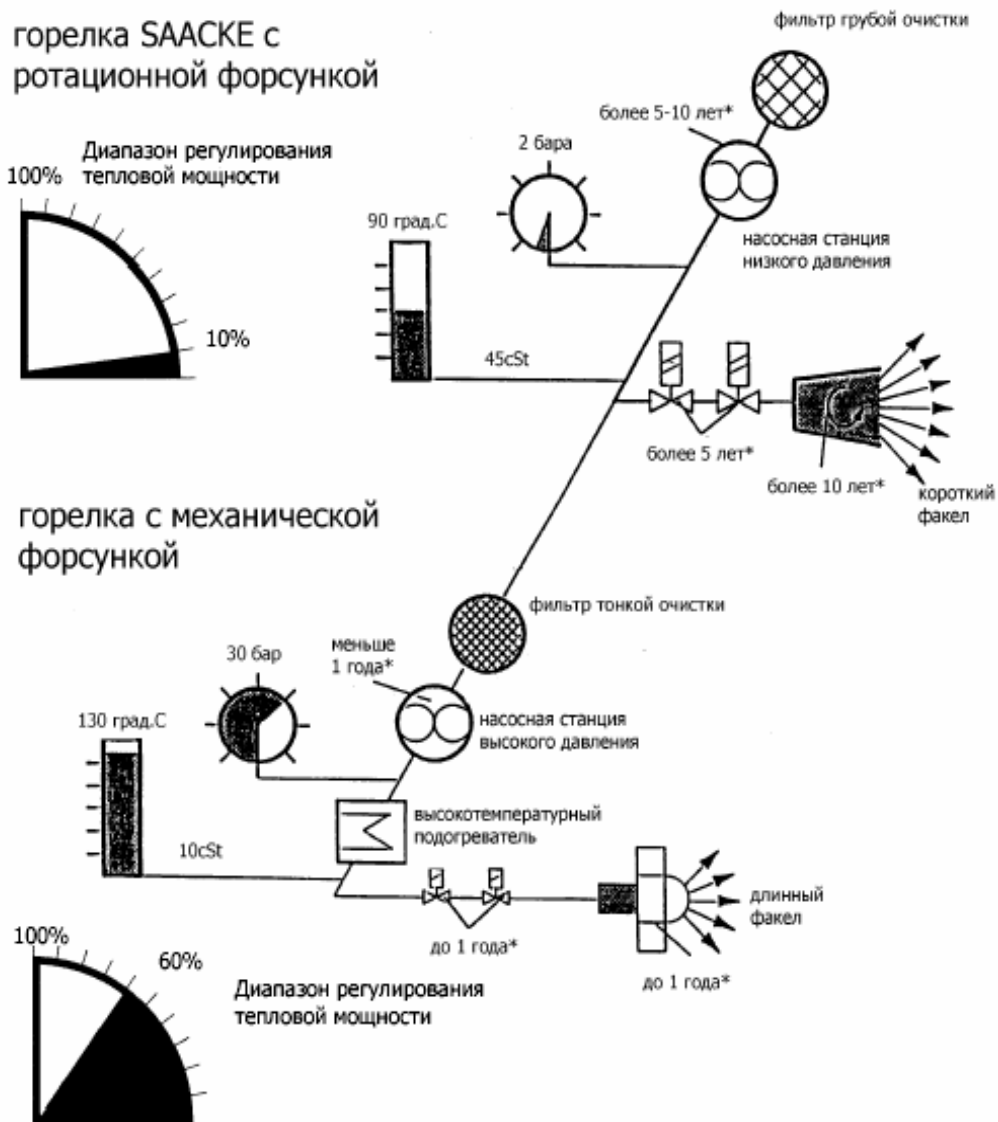 горелка SAACKE с
ротационной форсункой
фильтр грубой очистки
более 5-10 лет*
2 бара
Диапазон регулирования
тепловой мощности
100%
90 град.С
насосная станция
низкого давления
10%
45cSt
более 5 лет*
более 10 лет*
короткий
факел
горелка с механической
форсункой
фильтр тонкой очистки
меньше
1 года*
30 бар
130 град.С
насосная станция
высокого давления
высокотемпературный
подогреватель
10cSt
длинный
факел
до 1 года*
до 1 года*
100%
60%
Диапазон регулирования
тепловой мощности